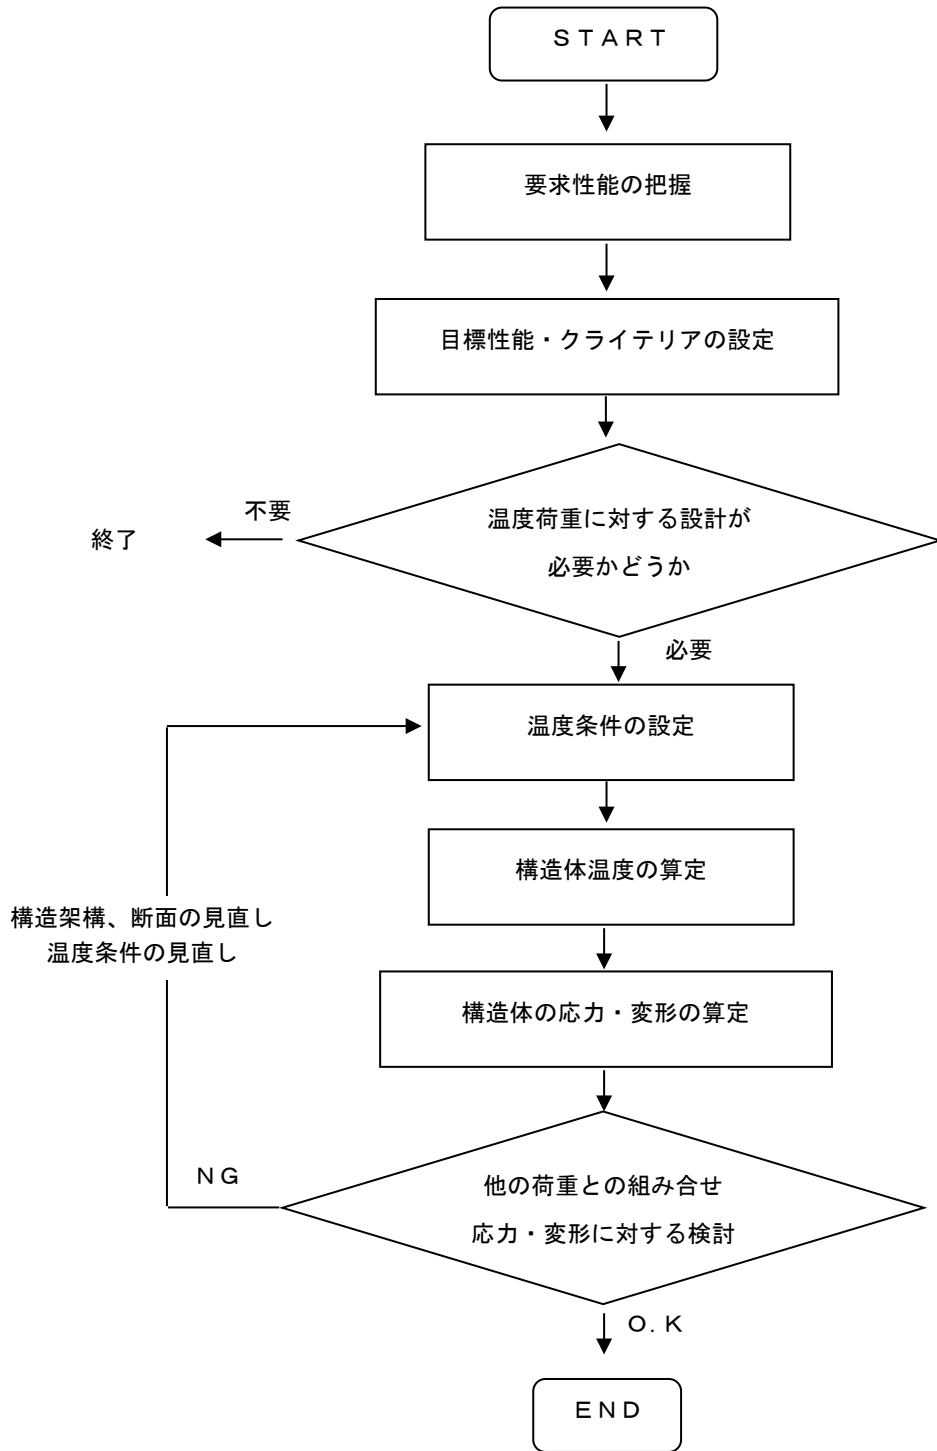 ＳＴＡＲＴ
要求性能の把握
目標性能・クライテリアの設定
温度荷重に対する設計が
必要かどうか
不要
終了
必要
温度条件の設定
構造体温度の算定
構造架構、断面の見直し
温度条件の見直し
構造体の応力・変形の算定
他の荷重との組み合せ
応力・変形に対する検討
ＮＧ
Ｏ．Ｋ
ＥＮＤ